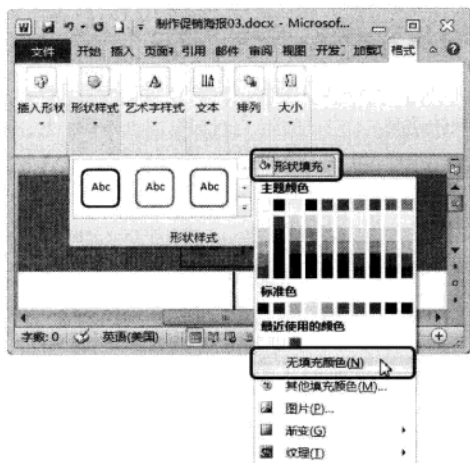 制作促销海报03.docx - Microsof...
文件 开始 插入 页面 引用 邮件 审阅 视图 开发 加载 格式
插入形状 形状样式 艺术字样式 文本 排列 大小
形状填充
Abc Abc Abc
主题颜色
形状样式
标准色
最近使用的颜色
字数: 0 英语(美国)
无填充颜色(N)
其他填充颜色(M)...
图片(P)...
渐变(G)
纹理(T)